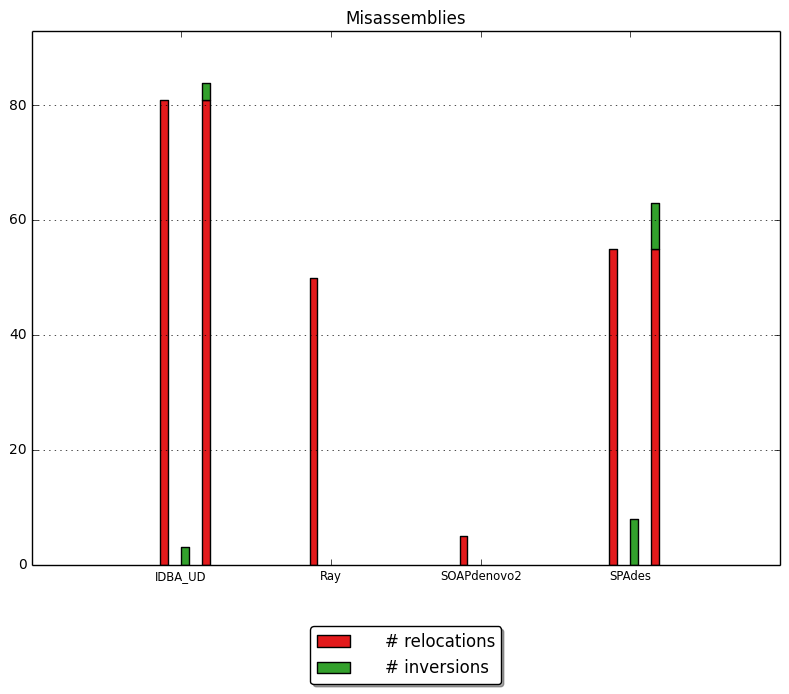 Misassemblies
80
60
40
20
0
IDBA_UD Ray SOAPdenovo2 SPAdes
# relocations
# inversions